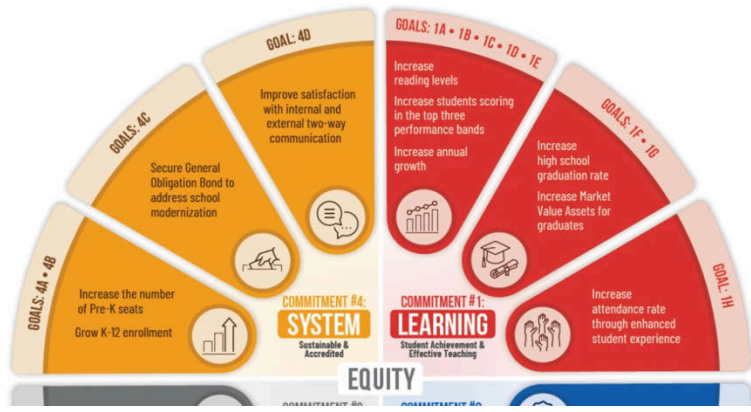 GOAL: 4D
Improve satisfaction
with internal and
external two-way
communication
GOALS: 4C
Secure General
Obligation Bond to
address school
modernization
GOALS: 4A • 4B
Increase the number
of Pre-K seats
Grow K-12 enrollment
COMMITMENT #4:
SYSTEM
Sustainable &
Accredited
GOALS: 1A • 1B • 1C • 1D • 1E
Increase
reading levels
Increase students scoring
in the top three
performance bands
Increase annual
growth
GOALS: 1F • 1G
Increase
high school
graduation rate
Increase Market
Value Assets for
graduates
GOAL: 1H
Increase
attendance rate
through enhanced
student experience
COMMITMENT #1:
LEARNING
Student Achievement &
Effective Teaching
EQUITY